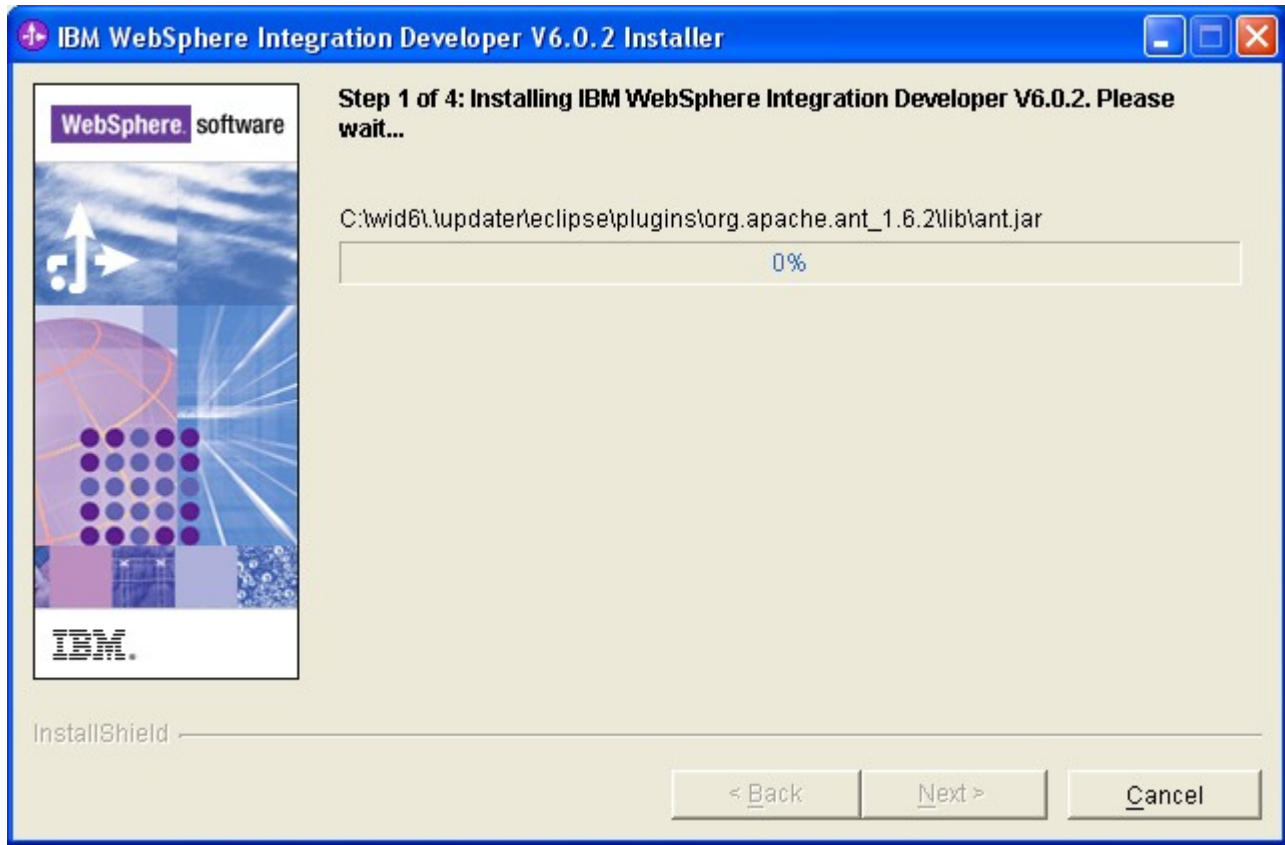 IBM WebSphere Integration Developer V6.0.2 Installer
WebSphere. software
Step 1 of 4: Installing IBM WebSphere Integration Developer V6.0.2. Please
wait...
C:\wid6\.\updater\eclipse\plugins\org.apache.ant_1.6.2\lib\ant.jar
0%
IBM.
InstallShield
< Back
Next >
Cancel